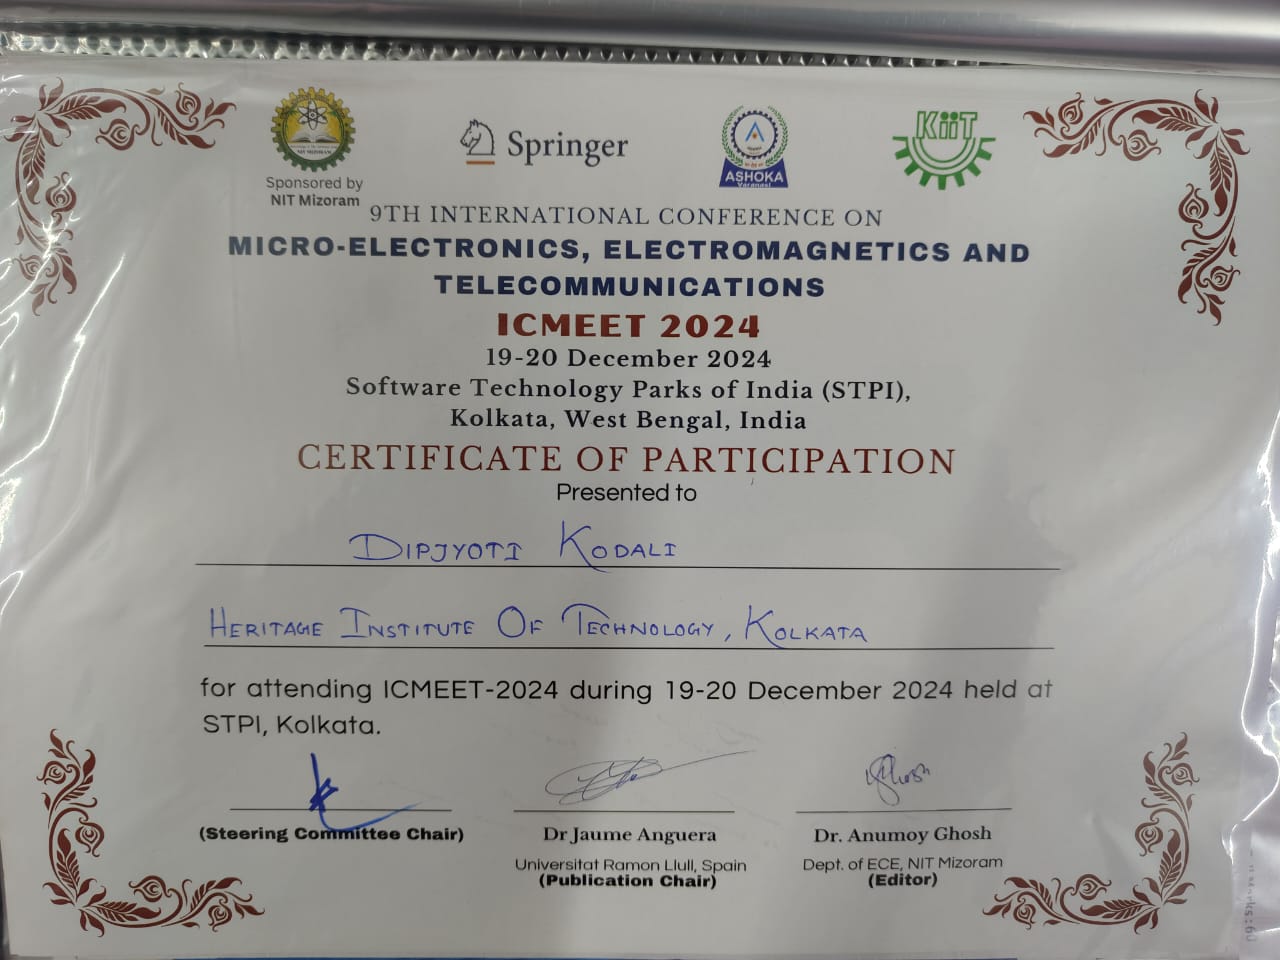 NIT MIZORAM
Sponsored by
NIT Mizoram
Springer
ASHOKA
Varanasi
KiiT
9TH INTERNATIONAL CONFERENCE ON
MICRO-ELECTRONICS, ELECTROMAGNETICS AND
TELECOMMUNICATIONS
ICMEET 2024
19-20 December 2024
Software Technology Parks of India (STPI),
Kolkata, West Bengal, India
CERTIFICATE OF PARTICIPATION
Presented to
DIPJYOTI KODALI
HERITAGE INSTITUTE OF TECHNOLOGY, KOLKATA
for attending ICMEET-2024 during 19-20 December 2024 held at
STPI, Kolkata.
(Steering Committee Chair)
Dr Jaume Anguera
Universitat Ramon Llull, Spain
(Publication Chair)
Ghosh
Dr. Anumoy Ghosh
Dept. of ECE, NIT Mizoram
(Editor)